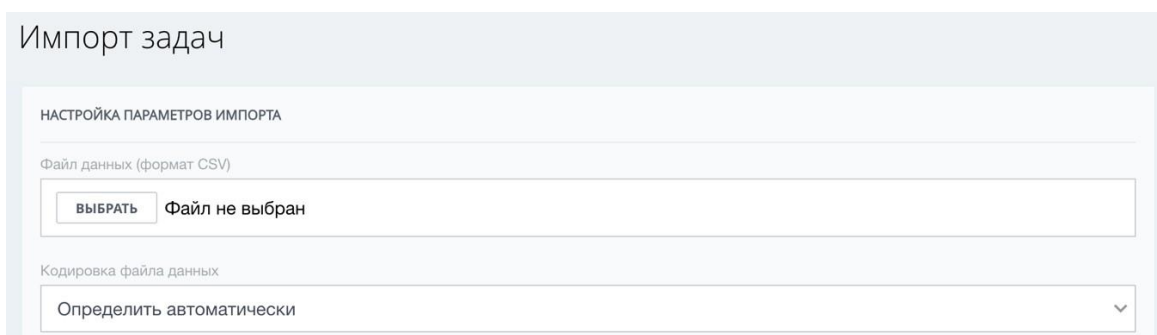 Импорт задач
НАСТРОЙКА ПАРАМЕТРОВ ИМПОРТА
Файл данных (формат CSV)
ВЫБРАТЬ Файл не выбран
Кодировка файла данных
Определить автоматически